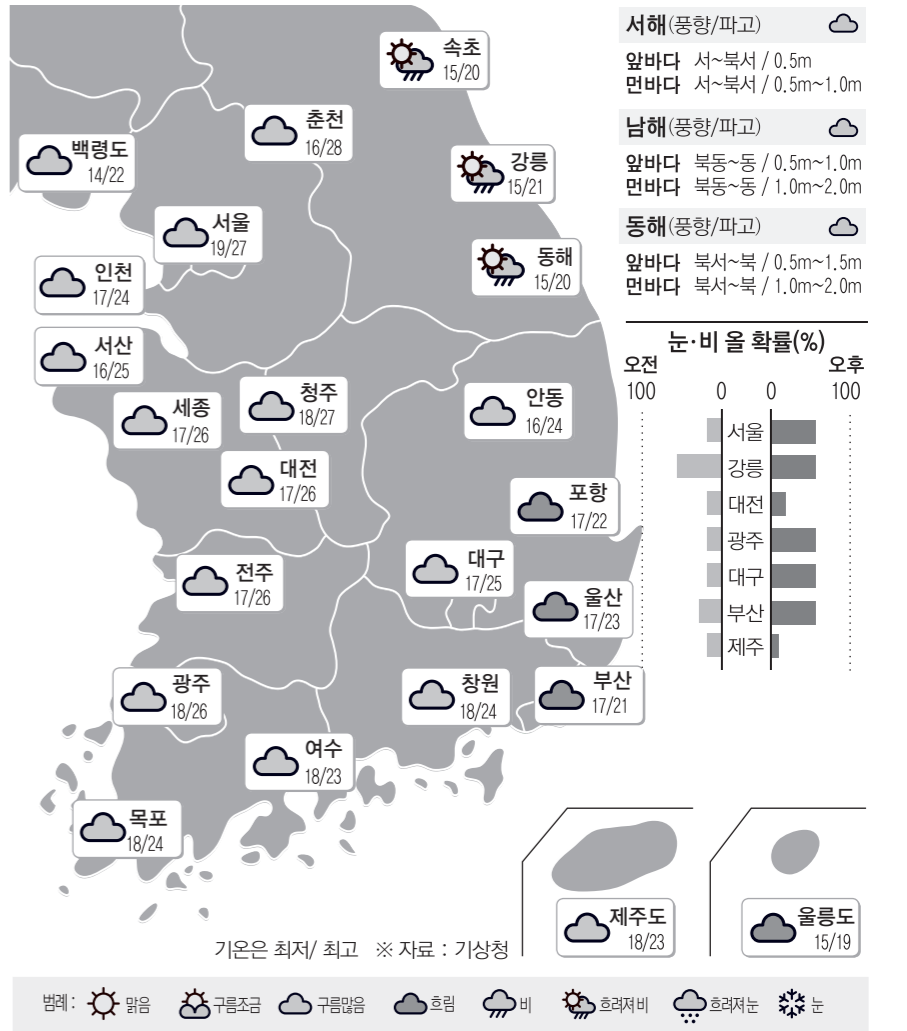 속초
15/20
춘천
16/28
백령도
14/22
강릉
15/21
서울
19/27
동해
15/20
인천
17/24
서산
16/25
세종
17/26
청주
18/27
안동
16/24
대전
17/26
포항
17/22
대구
17/25
전주
17/26
울산
17/23
광주
18/26
창원
18/24
부산
17/21
여수
18/23
목포
18/24
제주도
18/23
울릉도
15/19
서해(풍향/파고)
앞바다 서~북서 / 0.5m
먼바다 서~북서 / 0.5m~1.0m
남해(풍향/파고)
앞바다 북동~동 / 0.5m~1.0m
먼바다 북동~동 / 1.0m~2.0m
동해(풍향/파고)
앞바다 북서~북 / 0.5m~1.5m
먼바다 북서~북 / 1.0m~2.0m
눈·비 올 확률(%)
오전 오후
100 0 0 100
서울
강릉
대전
광주
대구
부산
제주
기온은 최저/ 최고 ※ 자료 : 기상청
범례 : 맑음 구름조금 구름많음 흐림 비 흐려져 비 흐려져 눈 눈